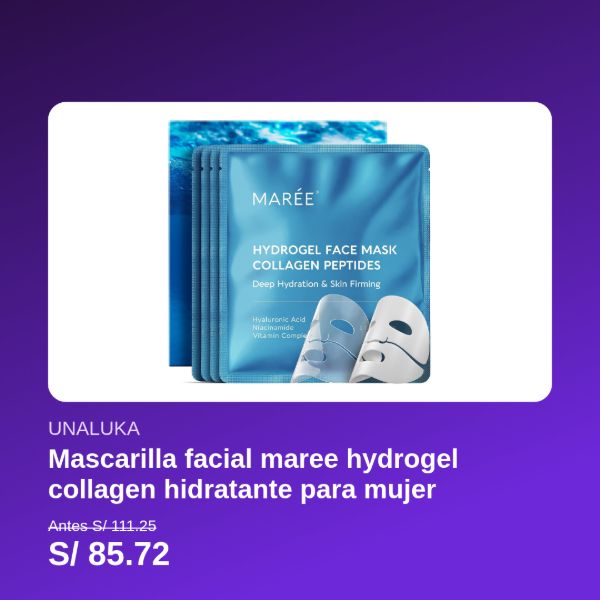 MARÉE
HYDROGEL FACE MASK
COLLAGEN PEPTIDES
Deep Hydration & Skin Firming
Hyaluronic Acid
Niacinamide
Vitamin Comple
UNALUKA
Mascarilla facial maree hydrogel
collagen hidratante para mujer
Antes S/ 111.25
S/ 85.72